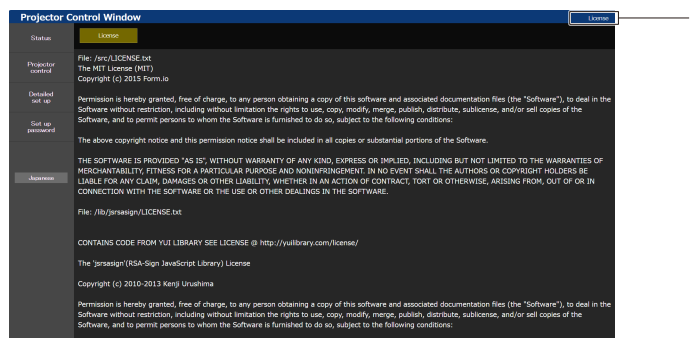 Projector Control Window
License
Status
License
Projector
control
Detailed
set up
Set up
password
Japanese
File: /src/LICENSE.txt
The MIT License (MIT)
Copyright (c) 2015 Form.io
Permission is hereby granted, free of charge, to any person obtaining a copy of this software and associated documentation files (the "Software"), to deal in the
Software without restriction, including without limitation the rights to use, copy, modify, merge, publish, distribute, sublicense, and/or sell copies of the
Software, and to permit persons to whom the Software is furnished to do so, subject to the following conditions:
The above copyright notice and this permission notice shall be included in all copies or substantial portions of the Software.
THE SOFTWARE IS PROVIDED "AS IS", WITHOUT WARRANTY OF ANY KIND, EXPRESS OR IMPLIED, INCLUDING BUT NOT LIMITED TO THE WARRANTIES OF
MERCHANTABILITY, FITNESS FOR A PARTICULAR PURPOSE AND NONINFRINGEMENT. IN NO EVENT SHALL THE AUTHORS OR COPYRIGHT HOLDERS BE
LIABLE FOR ANY CLAIM, DAMAGES OR OTHER LIABILITY, WHETHER IN AN ACTION OF CONTRACT, TORT OR OTHERWISE, ARISING FROM, OUT OF OR IN
CONNECTION WITH THE SOFTWARE OR THE USE OR OTHER DEALINGS IN THE SOFTWARE.
File: /lib/jsrsasign/LICENSE.txt
CONTAINS CODE FROM YUI LIBRARY SEE LICENSE @ http://yuilibrary.com/license/
The 'jsrsasign'(RSA-Sign JavaScript Library) License
Copyright (c) 2010-2013 Kenji Urushima
Permission is hereby granted, free of charge, to any person obtaining a copy of this software and associated documentation files (the "Software"), to deal in the
Software without restriction, including without limitation the rights to use, copy, modify, merge, publish, distribute, sublicense, and/or sell copies of the
Software, and to permit persons to whom the Software is furnished to do so, subject to the following conditions: